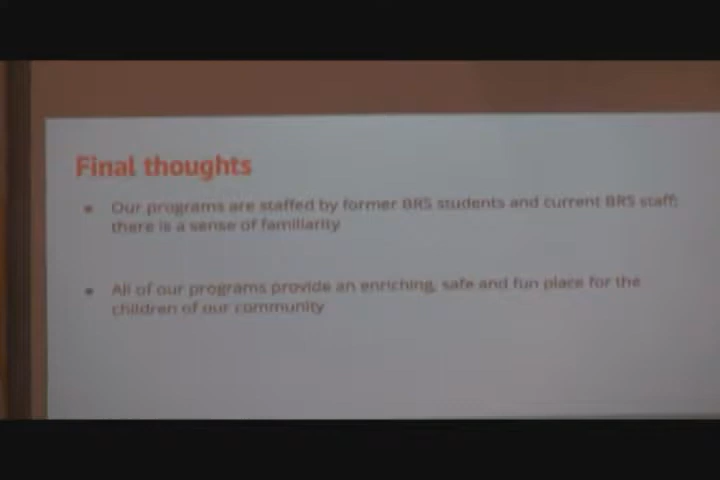 Final thoughts
• Our programs are staffed by former BRS students and current BRS staff;
there is a sense of familiarity
• All of our programs provide an enriching, safe and fun place for the
children of our community